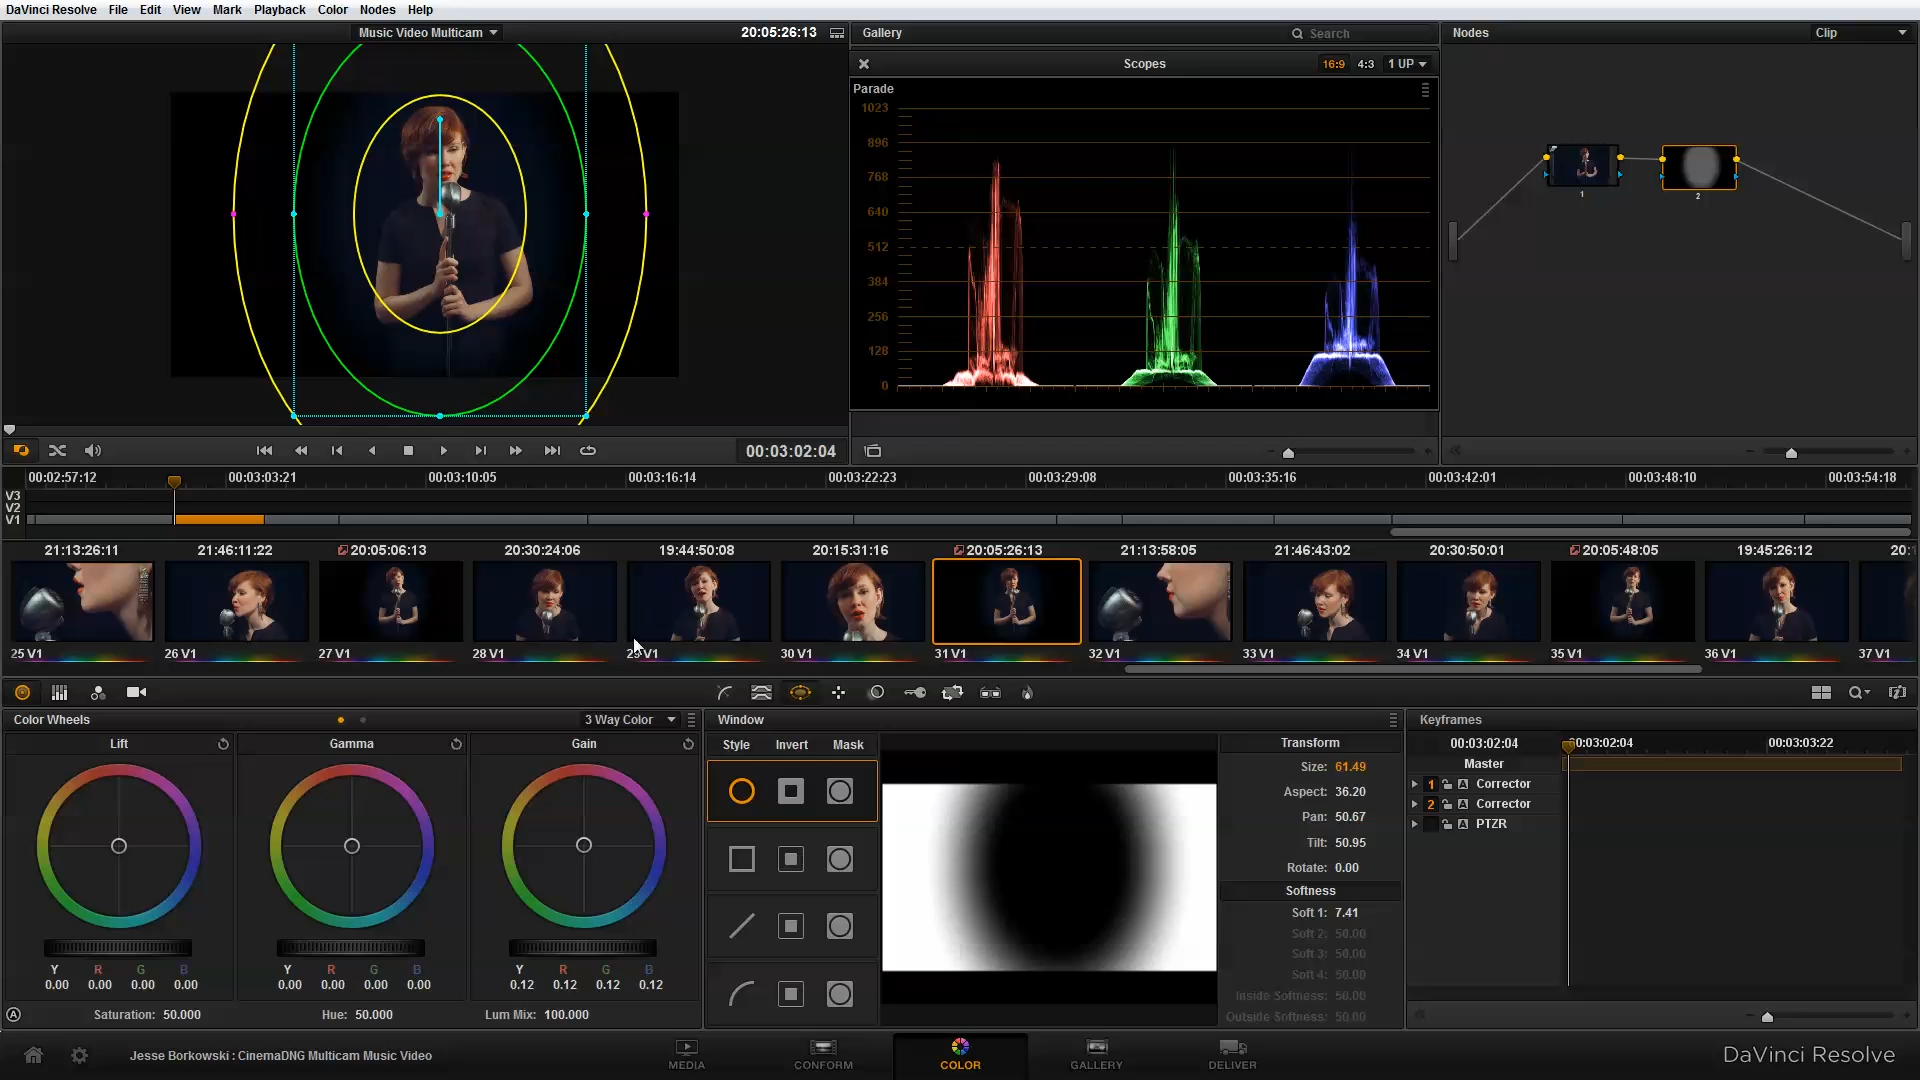 DaVinci Resolve File Edit View Mark Playback Color Nodes Help
Music Video Multicam 20:05:26:13
Gallery Search
Nodes Clip
Scopes 16:9 4:3 1 UP
Parade
1023
896
768
640
512
384
256
128
0
1
2
00:03:02:04
00:02:57:12 00:03:03:21 00:03:10:05 00:03:16:14 00:03:22:23 00:03:29:08 00:03:35:16 00:03:42:01 00:03:48:10 00:03:54:18
V3
V2
V1
21:13:26:11 21:46:11:22 20:05:06:13 20:30:24:06 19:44:50:08 20:15:31:16 20:05:26:13 21:13:58:05 21:46:43:02 20:30:50:01 20:05:48:05 19:45:26:12
25 V1 26 V1 27 V1 28 V1 29 V1 30 V1 31 V1 32 V1 33 V1 34 V1 35 V1 36 V1 37 V1
Color Wheels 3 Way Color
Lift Gamma Gain
Y R G B Y R G B Y R G B
0.00 0.00 0.00 0.00 0.00 0.00 0.00 0.00 0.12 0.12 0.12 0.12
A Saturation: 50.000 Hue: 50.000 Lum Mix: 100.000
Window
Style Invert Mask
Transform
Size: 61.49
Aspect: 36.20
Pan: 50.67
Tilt: 50.95
Rotate: 0.00
Softness
Soft 1: 7.41
Soft 2: 50.00
Soft 3: 50.00
Soft 4: 50.00
Inside Softness: 50.00
Outside Softness: 50.00
Keyframes
00:03:02:04 00:03:02:04 00:03:03:22
Master
1 A Corrector
2 A Corrector
A PTZR
Jesse Borkowski : CinemaDNG Multicam Music Video
MEDIA CONFORM COLOR GALLERY DELIVER
DaVinci Resolve